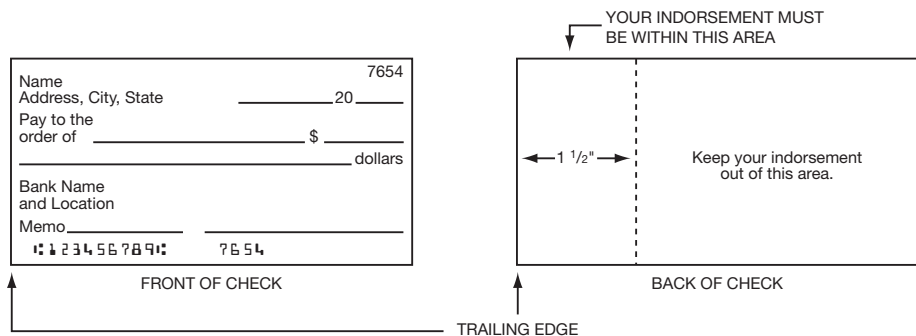 YOUR INDORSEMENT MUST
BE WITHIN THIS AREA
7654
Name
Address, City, State 20
Pay to the
order of $
dollars
Bank Name
and Location
Memo
⑆123456789⑆ 7654
FRONT OF CHECK
1 1/2"
Keep your indorsement
out of this area.
BACK OF CHECK
TRAILING EDGE